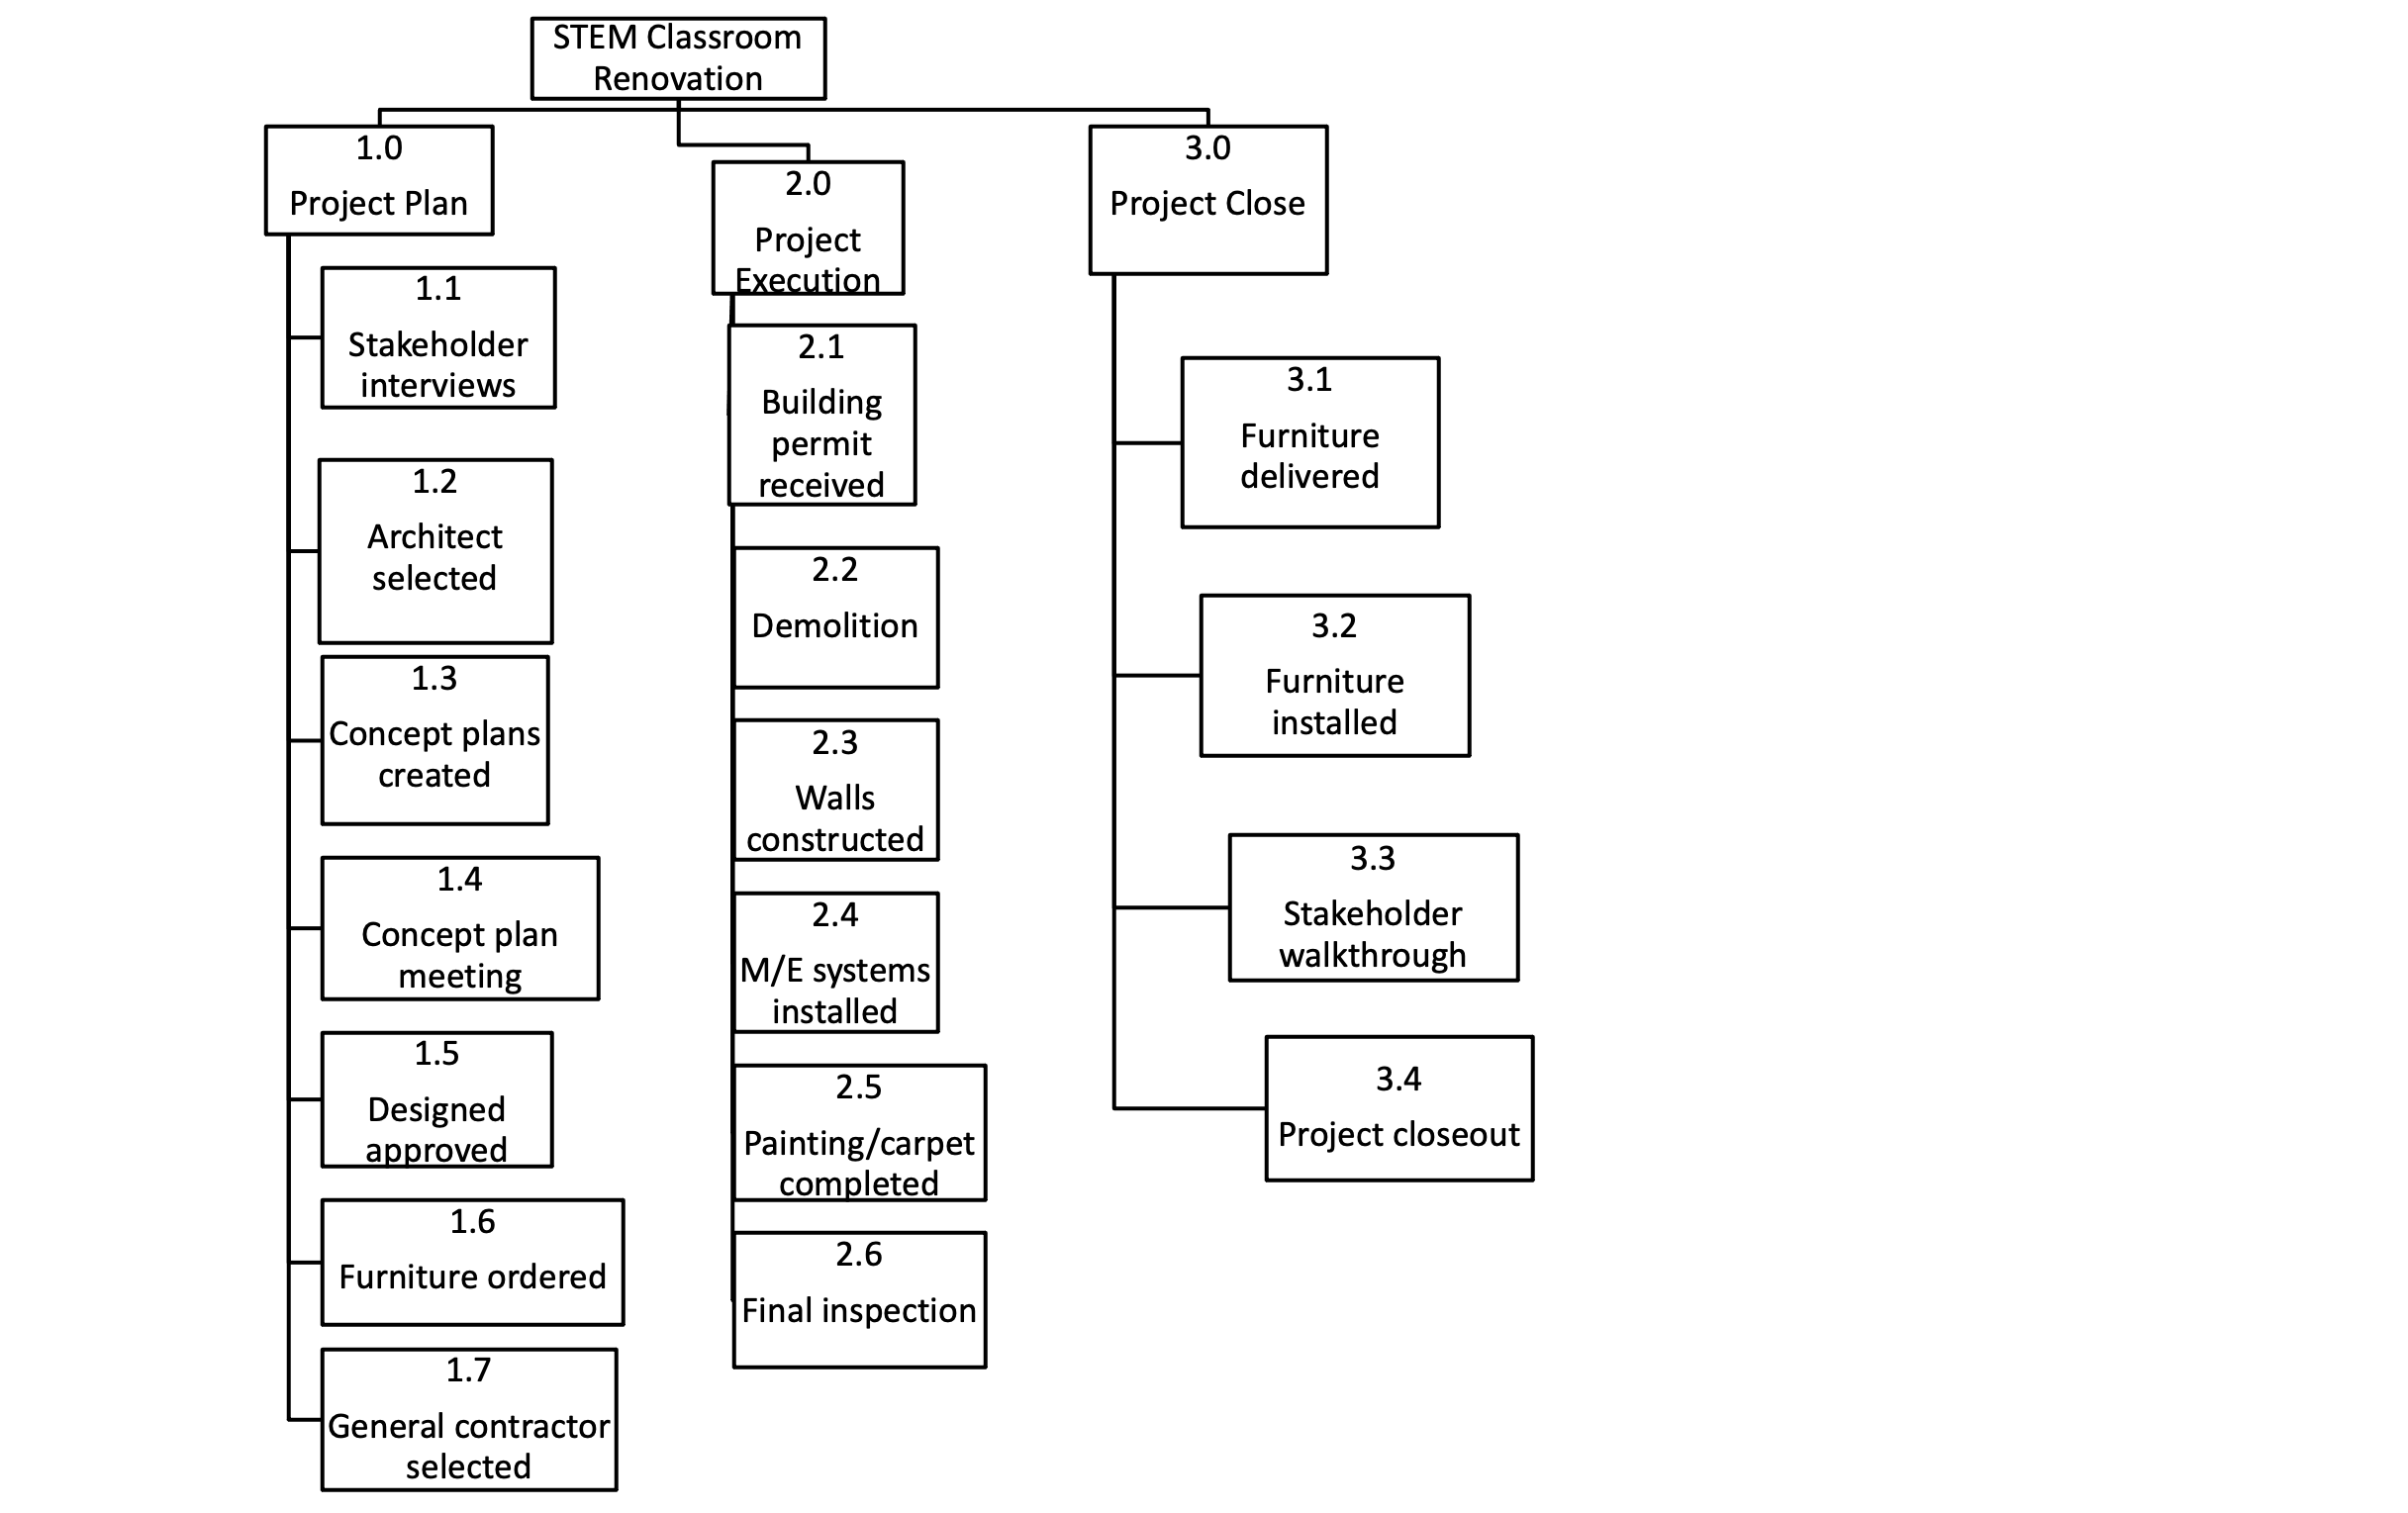 STEM Classroom
Renovation
1.0
Project Plan
1.1
Stakeholder
interviews
1.2
Architect
selected
1.3
Concept plans
created
1.4
Concept plan
meeting
1.5
Designed
approved
1.6
Furniture ordered
1.7
General contractor
selected
2.0
Project
Execution
2.1
Building
permit
received
2.2
Demolition
2.3
Walls
constructed
2.4
M/E systems
installed
2.5
Painting/carpet
completed
2.6
Final inspection
3.0
Project Close
3.1
Furniture
delivered
3.2
Furniture
installed
3.3
Stakeholder
walkthrough
3.4
Project closeout